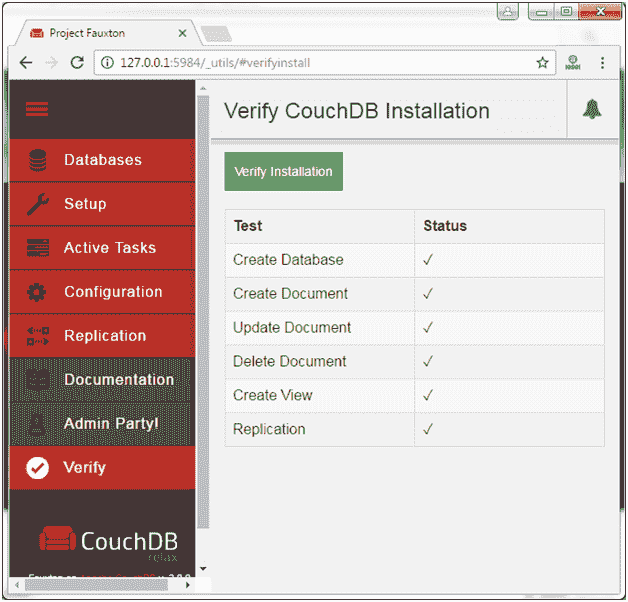 Project Fauxton
127.0.0.1:5984/_utils/#verifyinstall
Verify CouchDB Installation
Databases
Setup
Active Tasks
Configuration
Replication
Documentation
Admin Party!
Verify
CouchDB
relax
Verify Installation
Test Status
Create Database ✓
Create Document ✓
Update Document ✓
Delete Document ✓
Create View ✓
Replication ✓